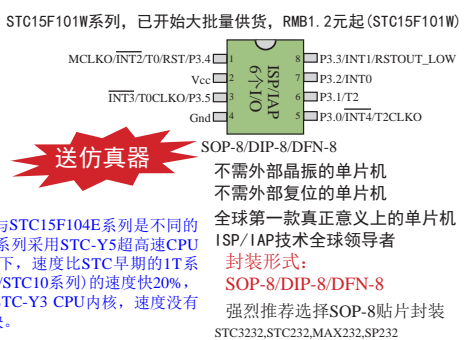 STC15F101W系列，已开始大批量供货，RMB1.2元起(STC15F101W)
MCLKO/INT2/T0/RST/P3.4 1
8 P3.3/INT1/RSTOUT_LOW
Vcc 2
7 P3.2/INT0
INT3/T0CLKO/P3.5 3
6 P3.1/T2
Gnd 4
5 P3.0/INT4/T2CLKO
ISP/IAP
6个I/O
SOP-8/DIP-8/DFN-8
送仿真器
不需外部晶振的单片机
不需外部复位的单片机
全球第一款真正意义上的单片机
ISP/IAP技术全球领导者
与STC15F104E系列是不同的
系列采用STC-Y5超高速CPU
下，速度比STC早期的1T系
/STC10系列)的速度快20%，
STC-Y3 CPU内核，速度没有
快。
封装形式：
SOP-8/DIP-8/DFN-8
强烈推荐选择SOP-8贴片封装
STC3232,STC232,MAX232,SP232